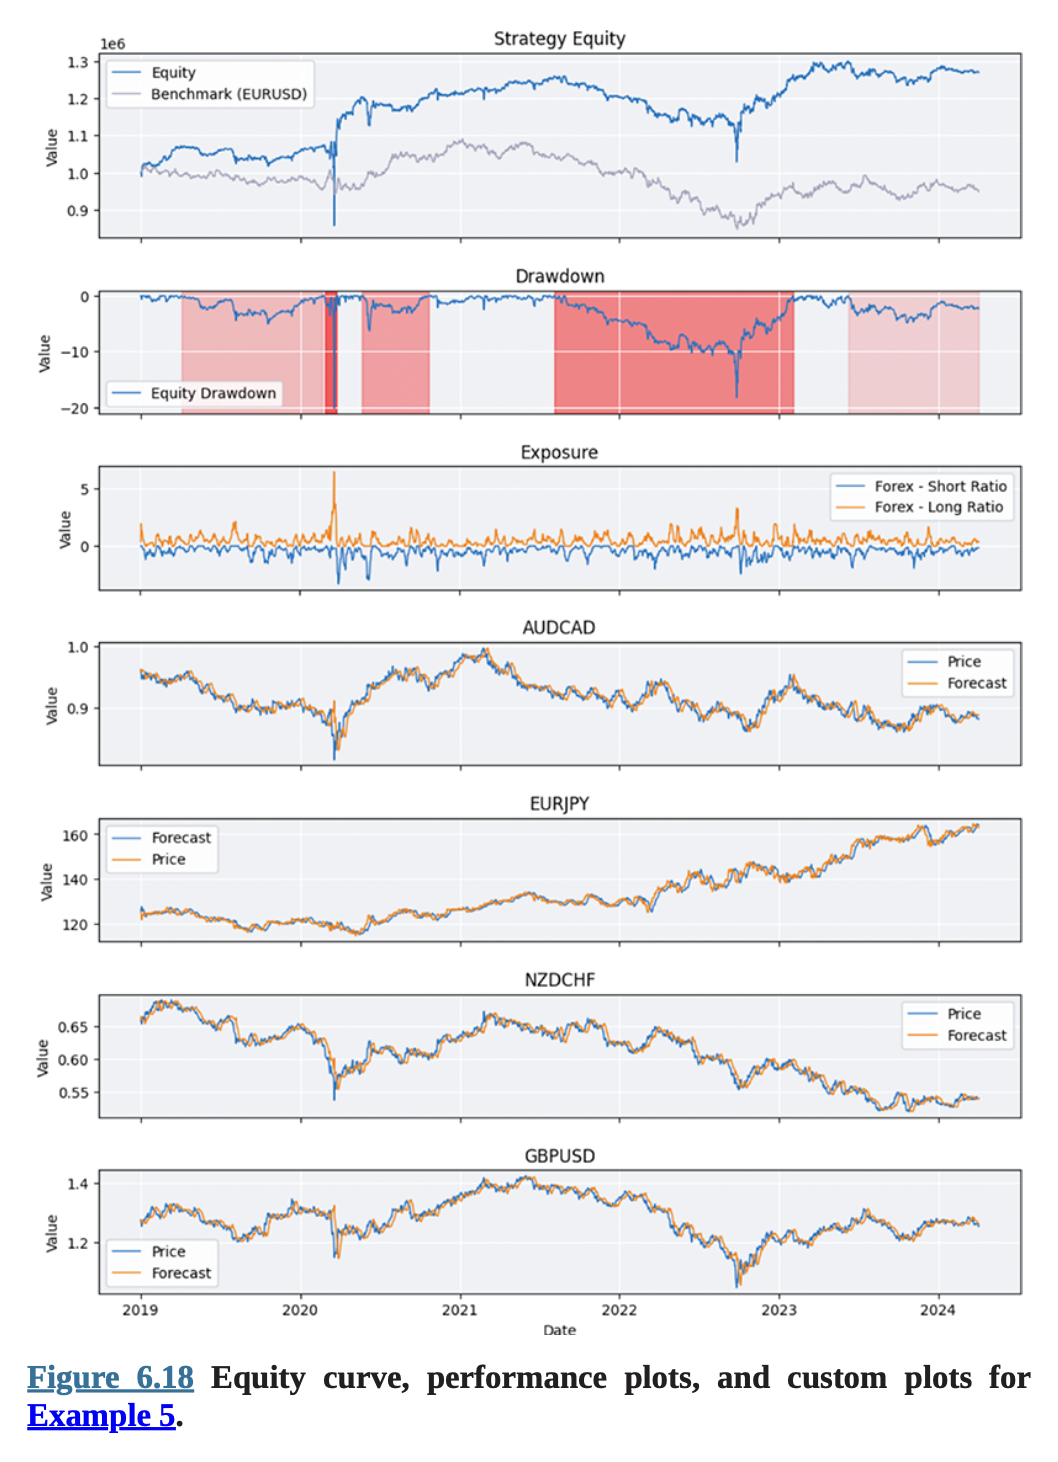 Strategy Equity
1e6
1.3
1.2
1.1
1.0
0.9
Value
Equity
Benchmark (EURUSD)
Drawdown
0
−10
−20
Value
Equity Drawdown
Exposure
5
0
Value
Forex - Short Ratio
Forex - Long Ratio
AUDCAD
1.0
0.9
Value
Price
Forecast
EURJPY
160
140
120
Value
Forecast
Price
NZDCHF
0.65
0.60
0.55
Value
Price
Forecast
GBPUSD
1.4
1.2
Value
Price
Forecast
2019 2020 2021 2022 2023 2024
Date
Figure 6.18 Equity curve, performance plots, and custom plots for
Example 5.